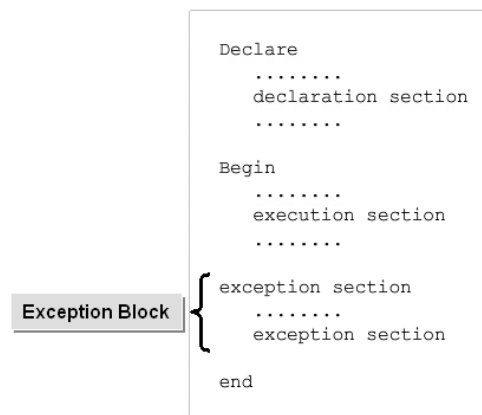 Declare
........
declaration section
........
Begin
........
execution section
........
Exception Block
exception section
........
exception section
end